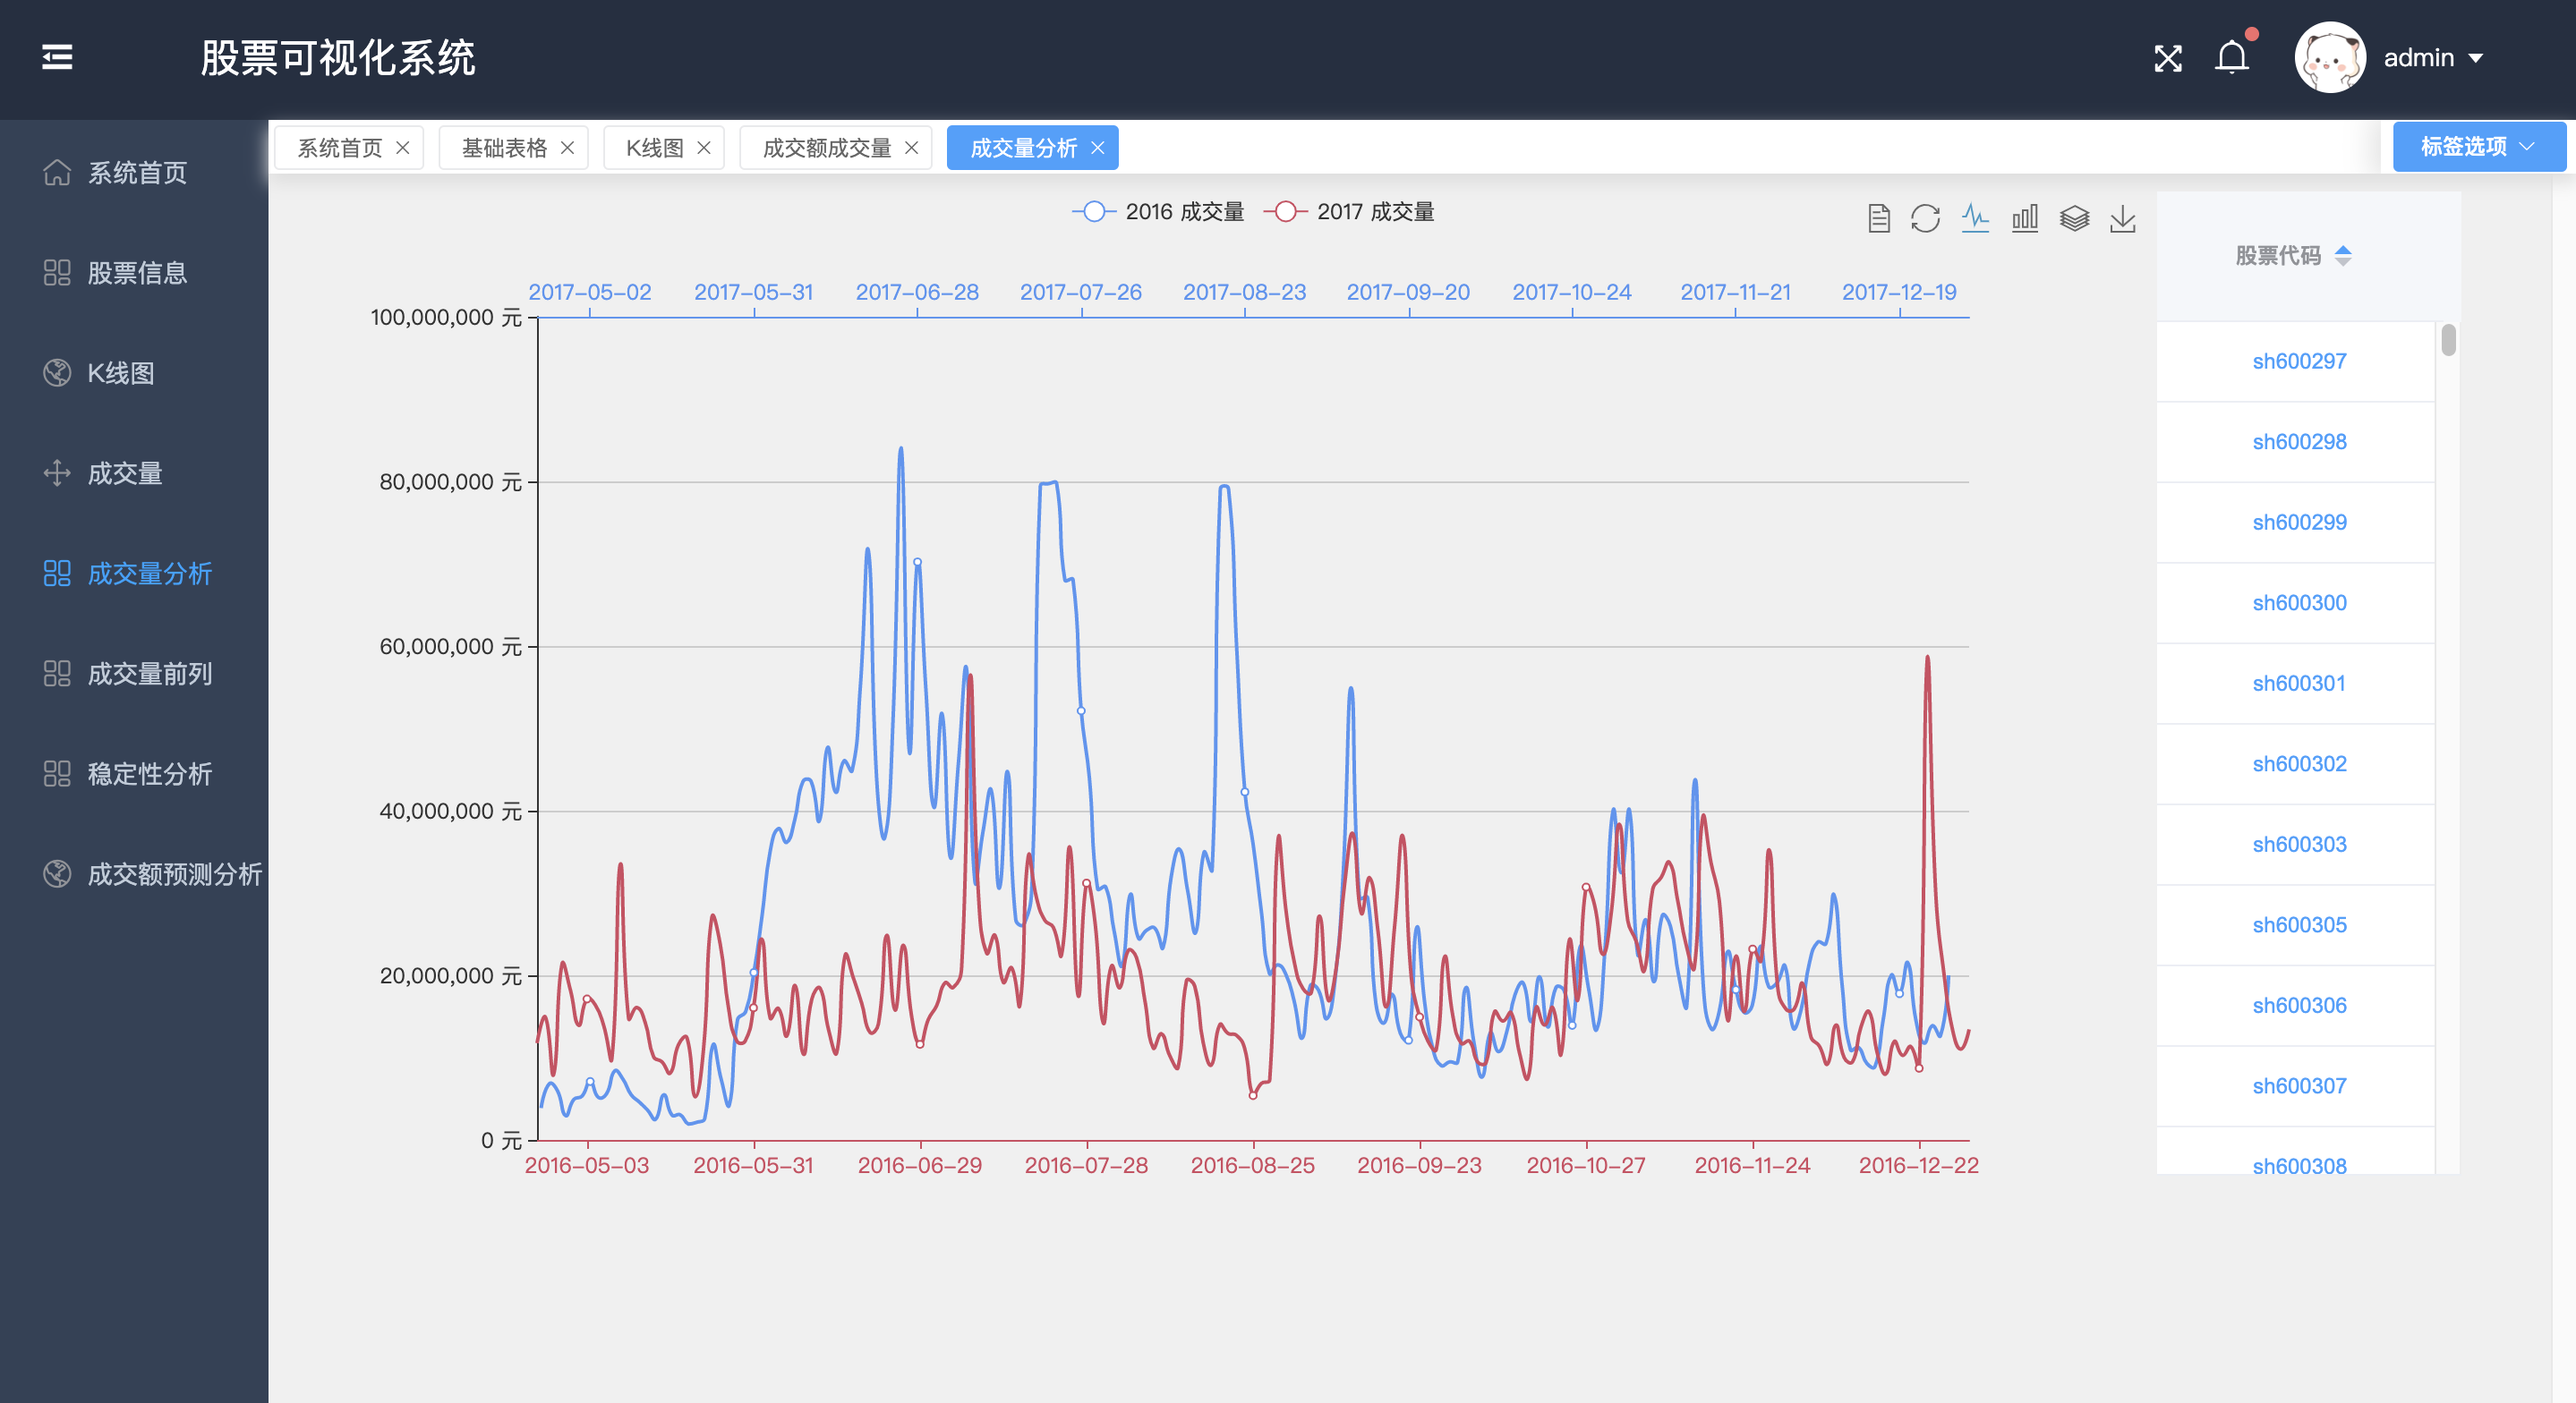 股票可视化系统
admin
系统首页
股票信息
K线图
成交量
成交量分析
成交量前列
稳定性分析
成交额预测分析
系统首页 基础表格 K线图 成交额成交量 成交量分析 标签选项
2016 成交量 2017 成交量
2017-05-02 2017-05-31 2017-06-28 2017-07-26 2017-08-23 2017-09-20 2017-10-24 2017-11-21 2017-12-19
100,000,000 元
80,000,000 元
60,000,000 元
40,000,000 元
20,000,000 元
0 元
2016-05-03 2016-05-31 2016-06-29 2016-07-28 2016-08-25 2016-09-23 2016-10-27 2016-11-24 2016-12-22
股票代码
sh600297
sh600298
sh600299
sh600300
sh600301
sh600302
sh600303
sh600305
sh600306
sh600307
sh600308